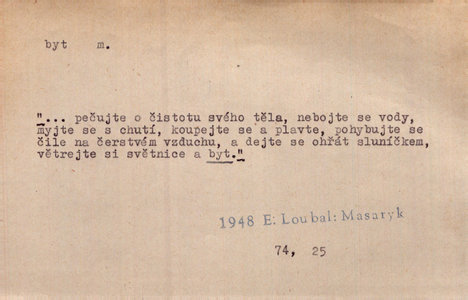 byt m.
"... pečujte o čistotu svého těla, nebojte se vody,
myjte se s chutí, koupejte se a plavte, pohybujte se
čile na čerstvém vzduchu, a dejte se ohřát sluníčkem,
větrejte si světnice a byt."
1948 E: Loubal: Masaryk
74, 25